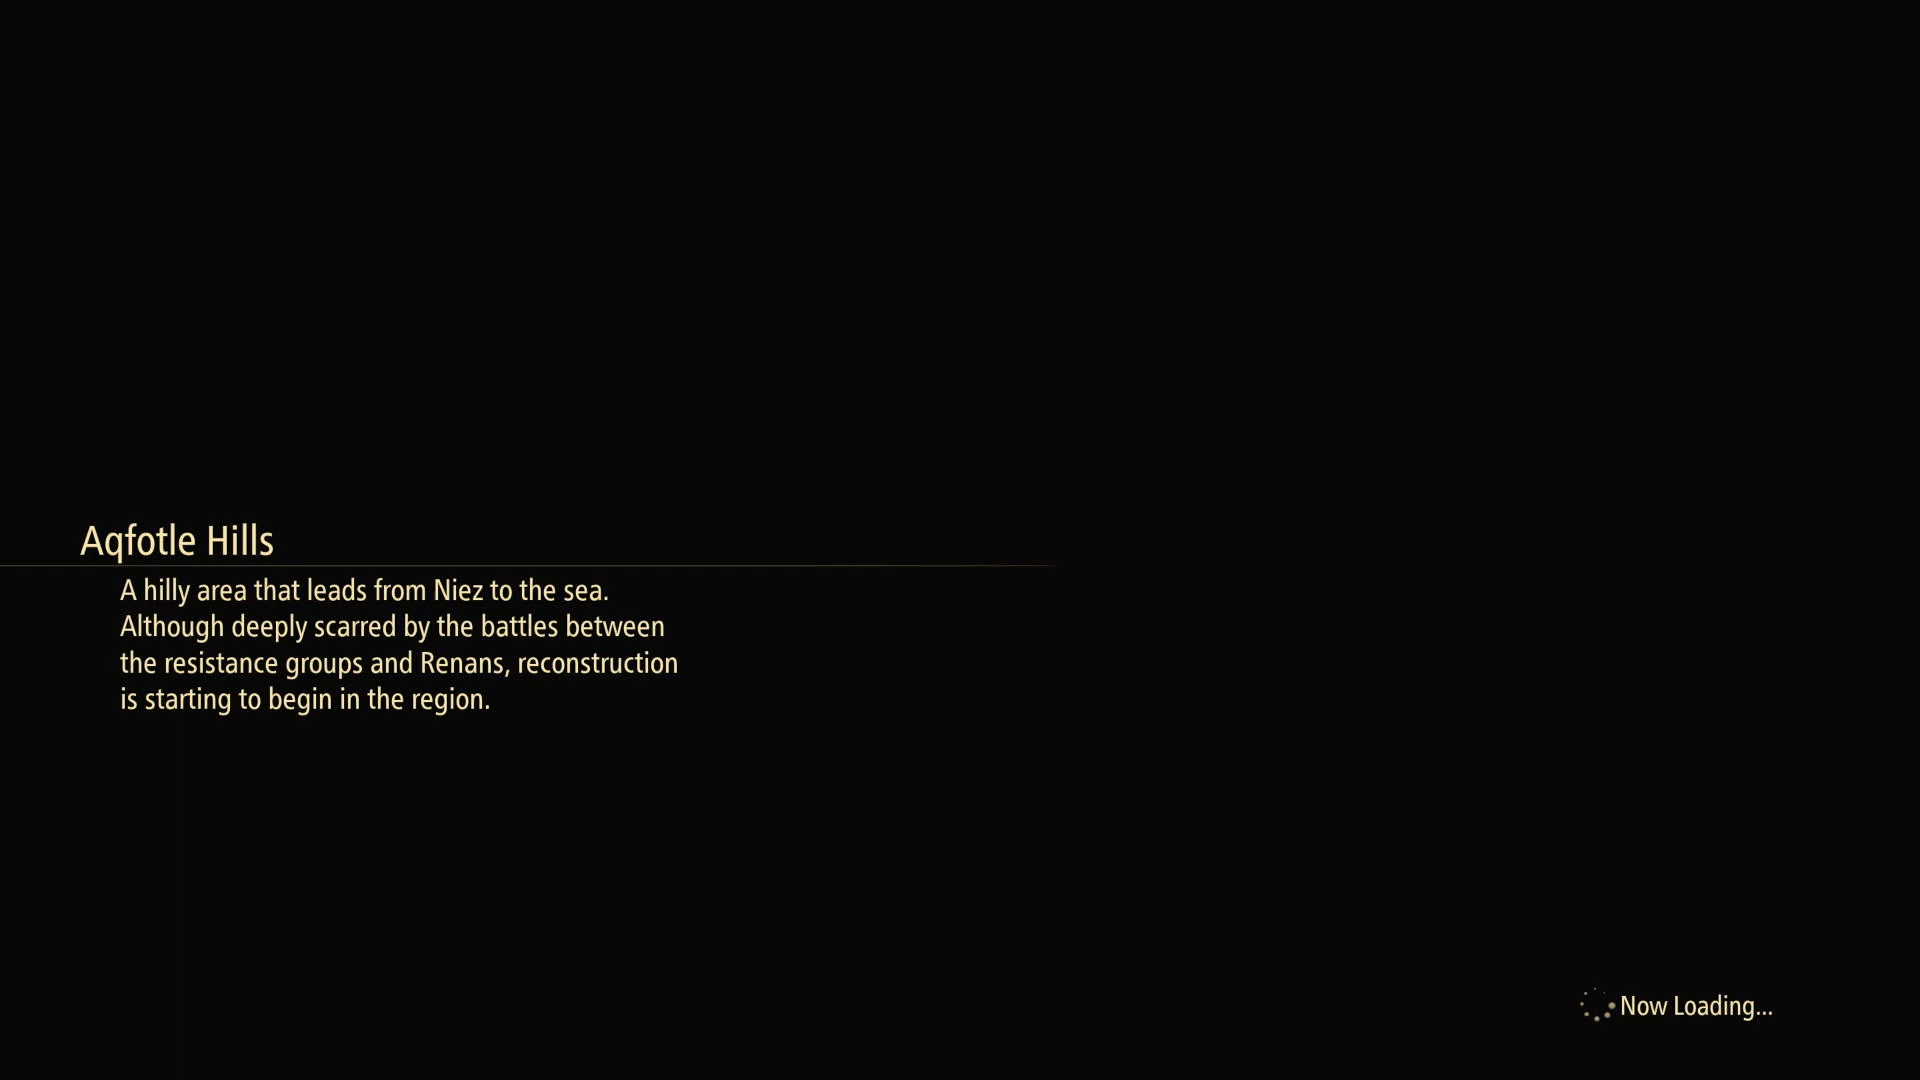 Aqfotle Hills
A hilly area that leads from Niez to the sea.
Although deeply scarred by the battles between
the resistance groups and Renans, reconstruction
is starting to begin in the region.
Now Loading...